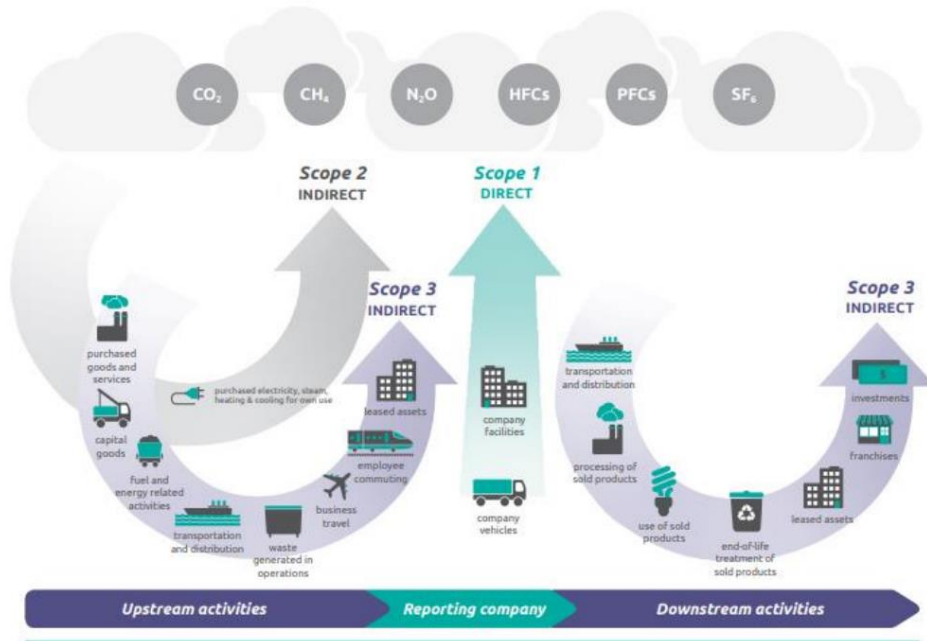 CO₂
CH₄
N₂O
HFCs
PFCs
SF₆
Scope 2
INDIRECT
Scope 1
DIRECT
Scope 3
INDIRECT
Scope 3
INDIRECT
purchased
goods and
services
capital
goods
fuel and
energy related
activities
transportation
and distribution
waste
generated in
operations
business
travel
employee
commuting
leased assets
purchased electricity, steam,
heating & cooling for own use
company
facilities
company
vehicles
transportation
and distribution
processing of
sold products
use of sold
products
end-of-life
treatment of
sold products
leased assets
franchises
$
investments
Upstream activities
Reporting company
Downstream activities